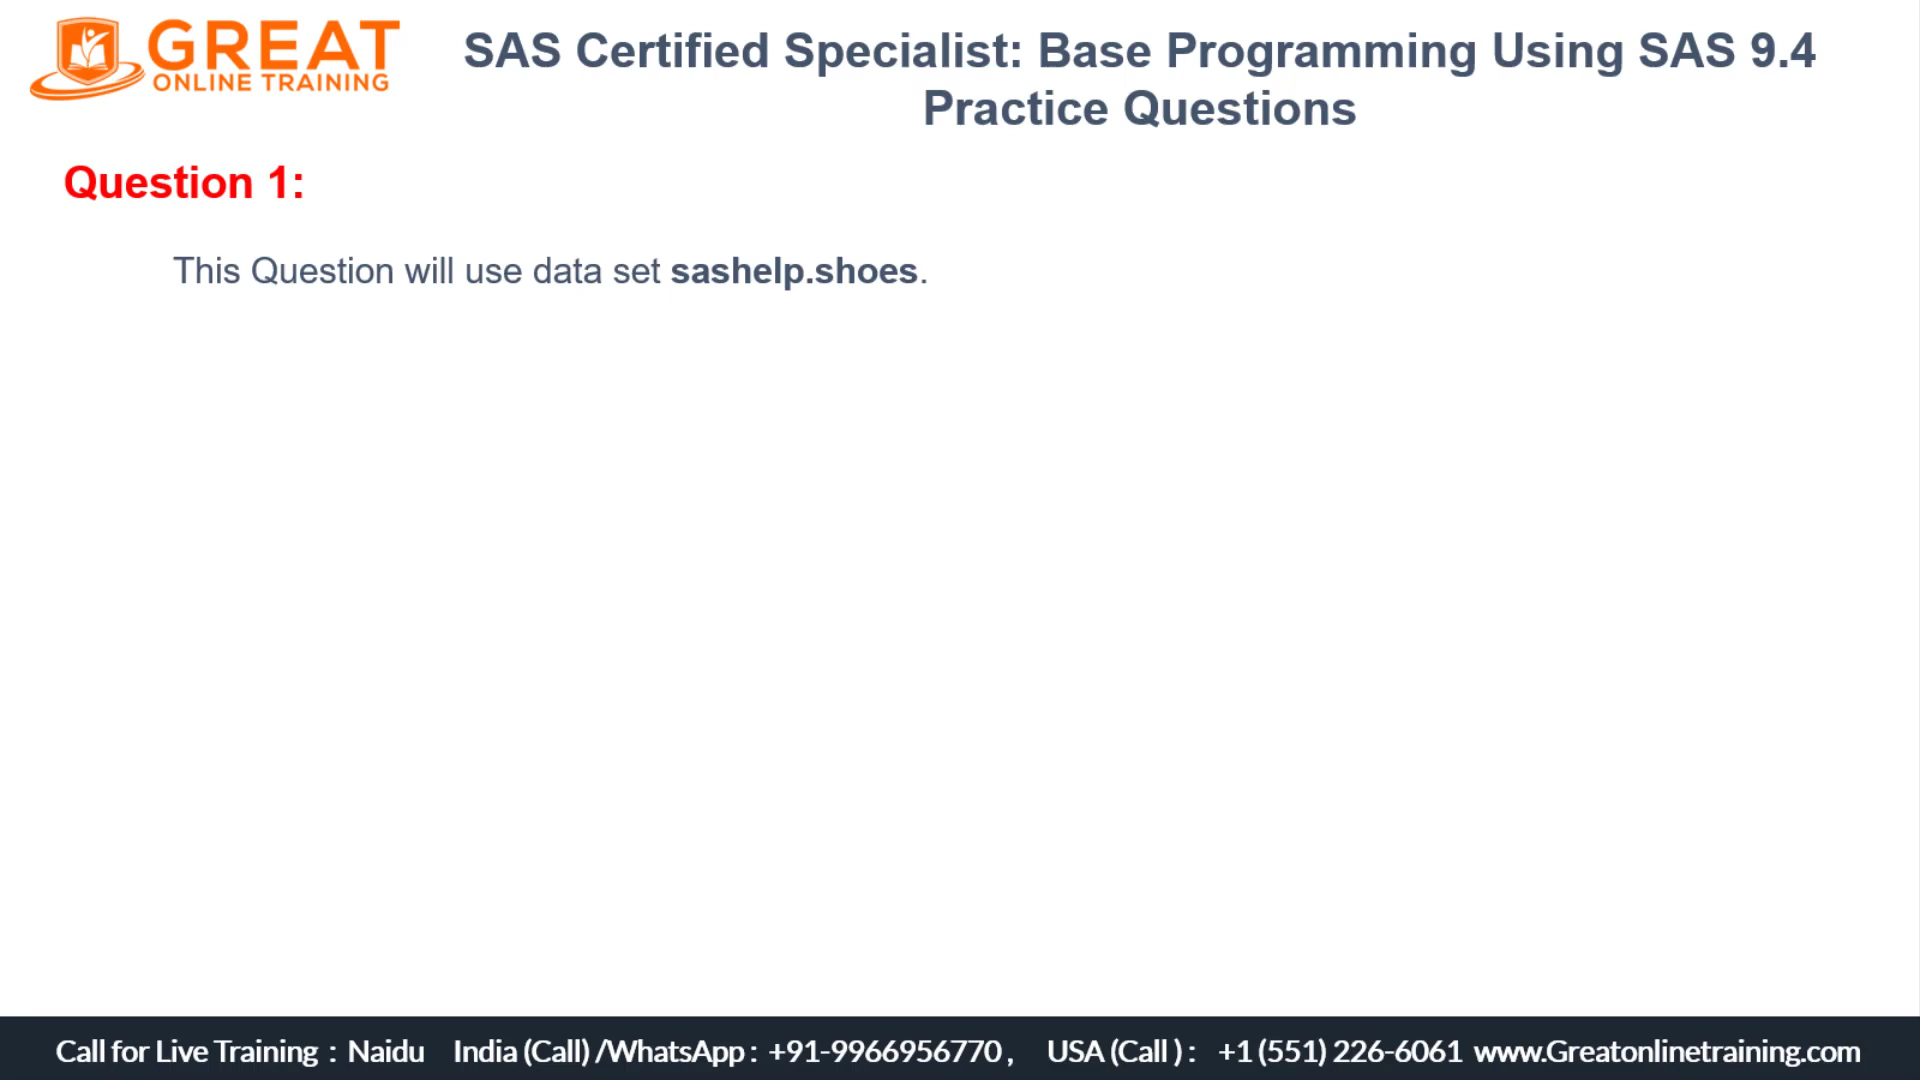 GREAT
ONLINE TRAINING
SAS Certified Specialist: Base Programming Using SAS 9.4
Practice Questions
Question 1:
This Question will use data set sashelp.shoes.
Call for Live Training : Naidu India (Call) /WhatsApp : +91-9966956770 , USA (Call ) : +1 (551) 226-6061 www.Greatonlinetraining.com